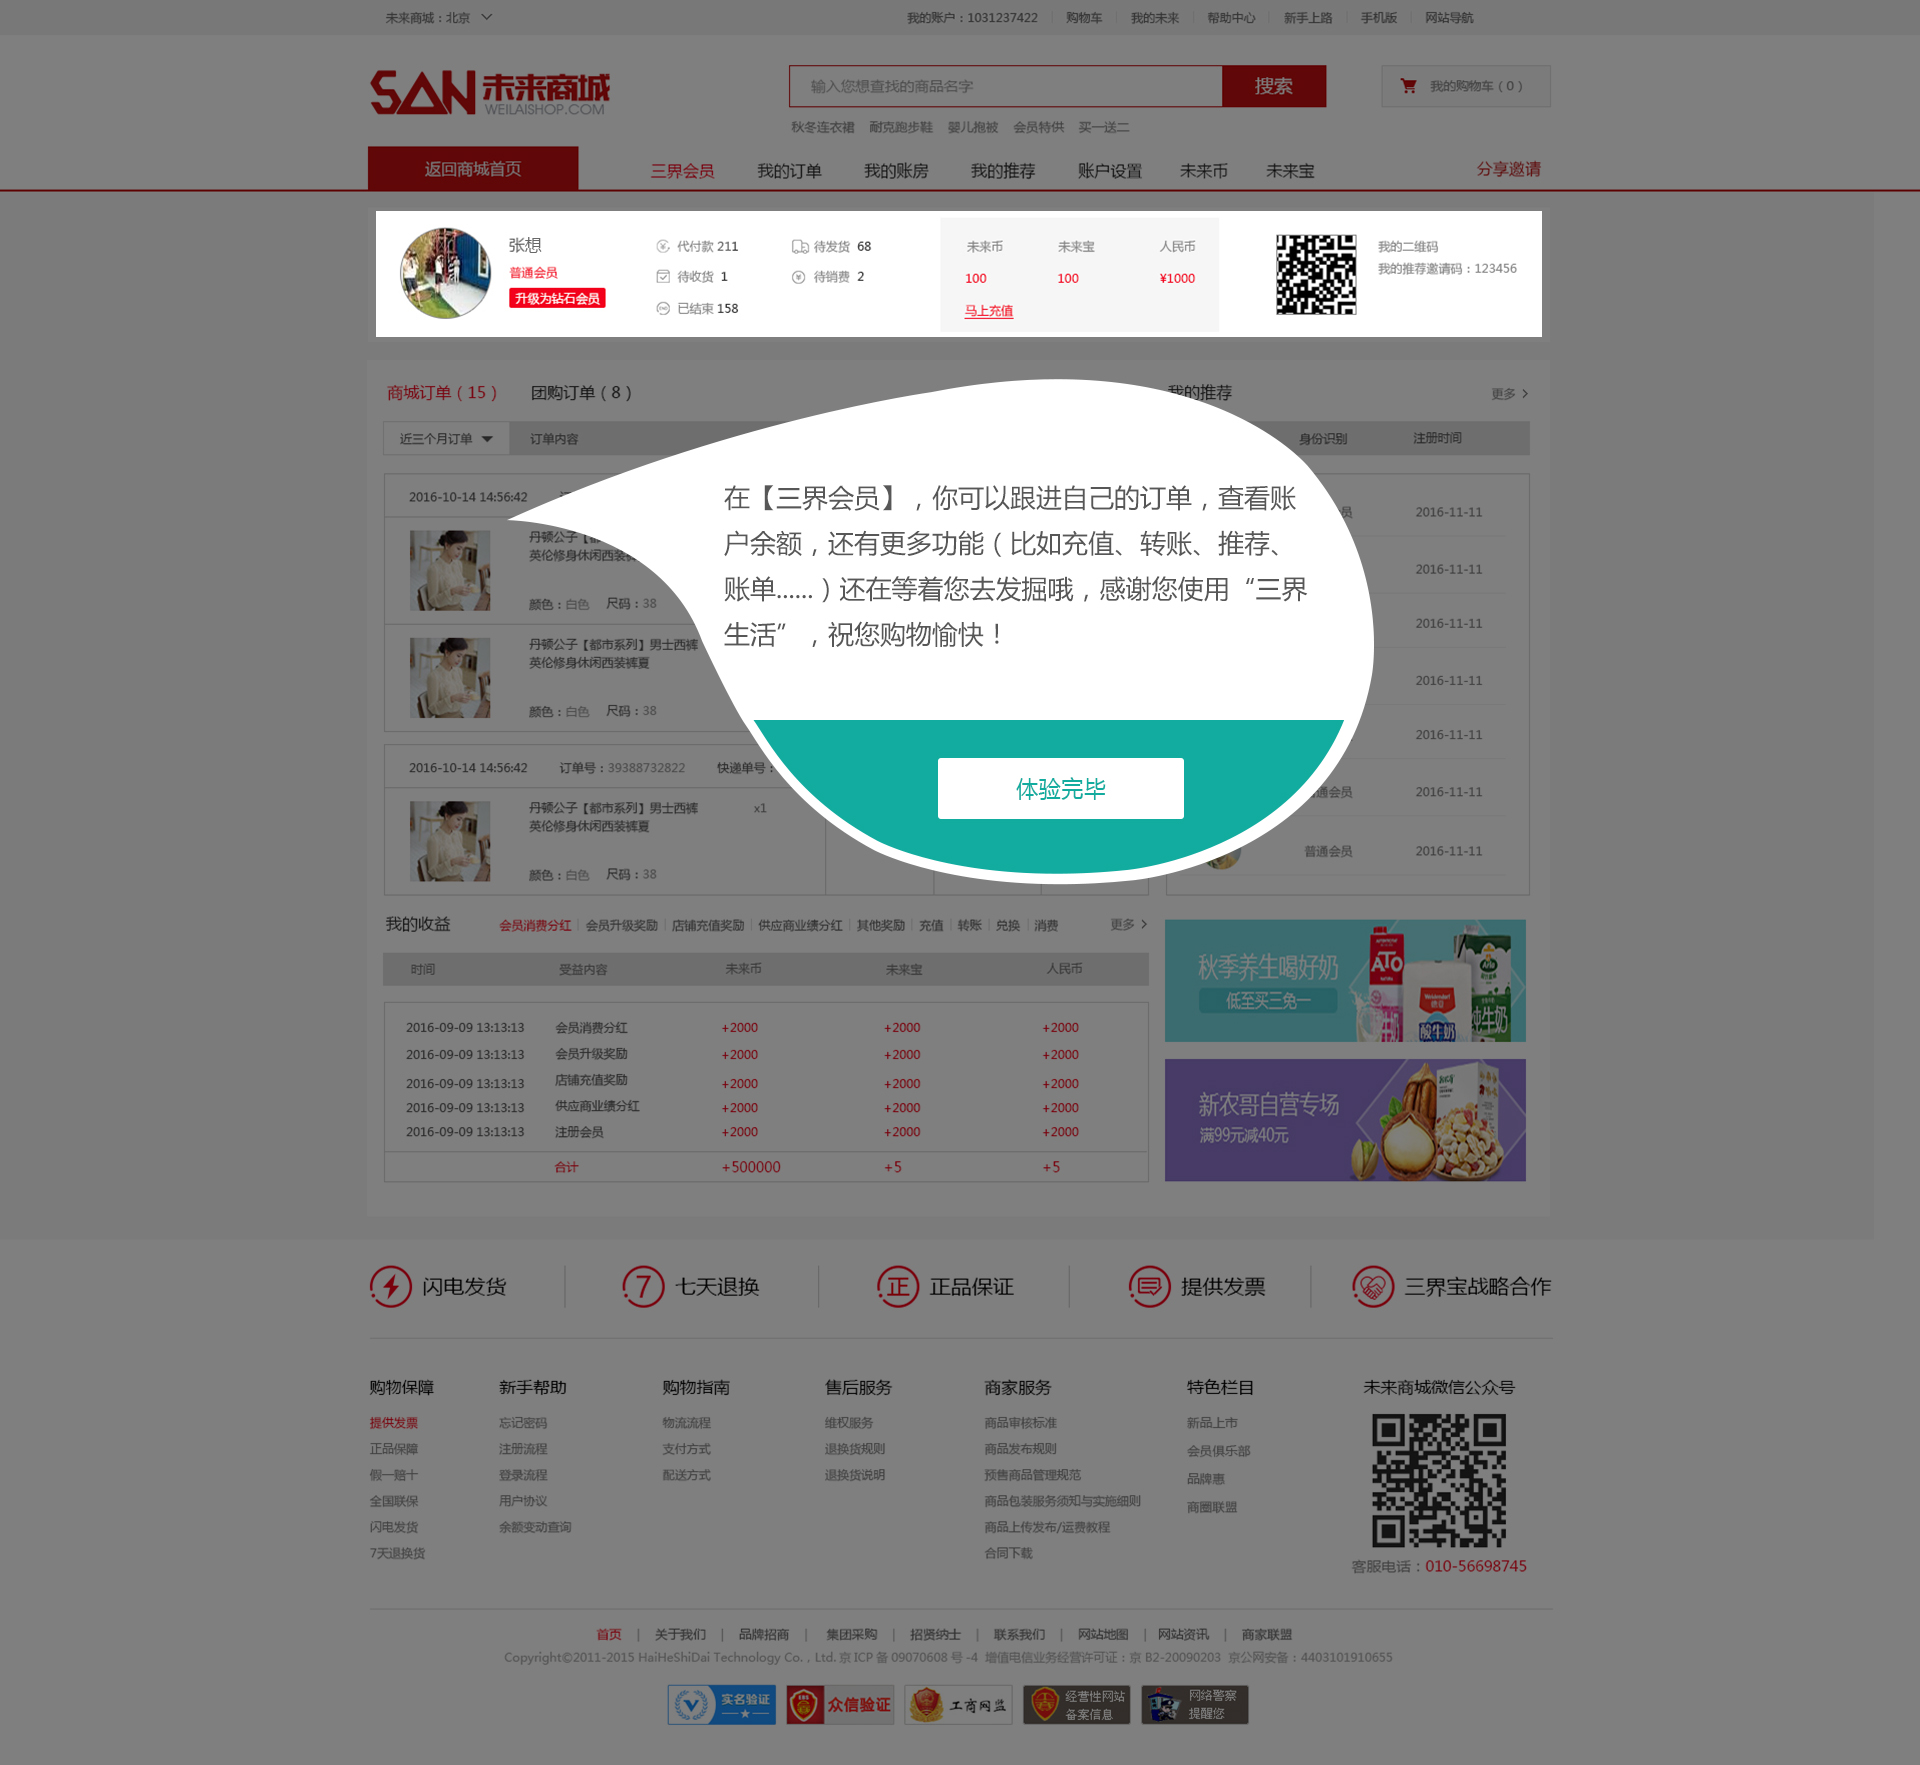 未来商城：北京
我的账户：1031237422 购物车 我的未来 帮助中心 新手上路 手机版 网站导航
SAN 未来商城
WEILAISHOP.COM
输入您想查找的商品名字 搜索 我的购物车（0）
秋冬连衣裙 耐克跑步鞋 婴儿抱被 会员特供 买一送二
返回商城首页 三界会员 我的订单 我的账房 我的推荐 账户设置 未来币 未来宝 分享邀请
张想
普通会员
升级为钻石会员
代付款 211 待发货 68
待收货 1 待销费 2
已结束 158
未来币 未来宝 人民币
100 100 ¥1000
马上充值
我的二维码
我的推荐邀请码：123456
商城订单（15） 团购订单（8）
我的推荐 更多
近三个月订单 订单内容
身份识别 注册时间
2016-10-14 14:56:42
丹顿公子【都
英伦修身休闲西装裤
颜色：白色 尺码：38
丹顿公子【都市系列】男士西裤
英伦修身休闲西装裤夏
颜色：白色 尺码：38
2016-10-14 14:56:42 订单号：39388732822 快递单号：
丹顿公子【都市系列】男士西裤 x1
英伦修身休闲西装裤夏
颜色：白色 尺码：38
员 2016-11-11
2016-11-11
2016-11-11
2016-11-11
2016-11-11
通会员 2016-11-11
普通会员 2016-11-11
在【三界会员】，你可以跟进自己的订单，查看账
户余额，还有更多功能（比如充值、转账、推荐、
账单......）还在等着您去发掘哦，感谢您使用“三界
生活”，祝您购物愉快！
体验完毕
我的收益 会员消费分红 会员升级奖励 店铺充值奖励 供应商业绩分红 其他奖励 充值 转账 兑换 消费 更多
时间 受益内容 未来币 未来宝 人民币
2016-09-09 13:13:13 会员消费分红 +2000 +2000 +2000
2016-09-09 13:13:13 会员升级奖励 +2000 +2000 +2000
2016-09-09 13:13:13 店铺充值奖励 +2000 +2000 +2000
2016-09-09 13:13:13 供应商业绩分红 +2000 +2000 +2000
2016-09-09 13:13:13 注册会员 +2000 +2000 +2000
合计 +500000 +5 +5
秋季养生喝好奶
低至买三免一
ATO
Arla
酸牛奶
纯牛奶
新农哥自营专场
满99元减40元
闪电发货 7 七天退换 正 正品保证 提供发票 三界宝战略合作
购物保障
提供发票
正品保障
假一赔十
全国联保
闪电发货
7天退换货
新手帮助
忘记密码
注册流程
登录流程
用户协议
余额变动查询
购物指南
物流流程
支付方式
配送方式
售后服务
维权服务
退换货规则
退换货说明
商家服务
商品审核标准
商品发布规则
预售商品管理规范
商品包装服务须知与实施细则
商品上传发布/运费教程
合同下载
特色栏目
新品上市
会员俱乐部
品牌惠
商圈联盟
未来商城微信公众号
客服电话：010-56698745
首页 | 关于我们 | 品牌招商 | 集团采购 | 招贤纳士 | 联系我们 | 网站地图 | 网站资讯 | 商家联盟
Copyright©2011-2015 HaiHeShiDai Technology Co. , Ltd. 京 ICP 备 09070608 号 -4 增值电信业务经营许可证：京 B2-20090203 京公网安备：4403101910655
实名验证
众信验证
工商网监
经营性网站
备案信息
网络警察
提醒您